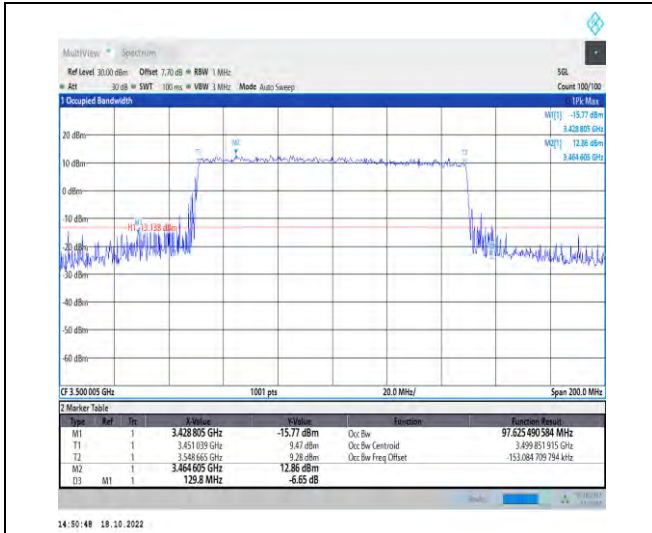 MultiView Spectrum
Ref Level 30.00 dBm Offset 7.70 dB RBW 1 MHz SGL
Att 30 dB SWT 100 ms VBW 3 MHz Mode Auto Sweep Count 100/100
1 Occupied Bandwidth 1Pk Max
M1[1] -15.77 dBm
3.428 805 GHz
M2[1] 12.86 dBm
3.464 605 GHz
20 dBm
M2
T1 T2
10 dBm
0 dBm
-10 dBm
M1
H1 -13.138 dBm
-20 dBm
-30 dBm
-40 dBm
-50 dBm
-60 dBm
CF 3.500 005 GHz 1001 pts 20.0 MHz/ Span 200.0 MHz
2 Marker Table
Type Ref Trc X-Value Y-Value Function Function Result
M1 1 3.428 805 GHz -15.77 dBm Occ Bw 97.625 490 584 MHz
T1 1 3.451 039 GHz 9.47 dBm Occ Bw Centroid 3.499 851 915 GHz
T2 1 3.548 665 GHz 9.28 dBm Occ Bw Freq Offset -153.084 709 794 kHz
M2 1 3.464 605 GHz 12.86 dBm
D3 M1 1 129.8 MHz -6.65 dB
14:50:48 18.10.2022